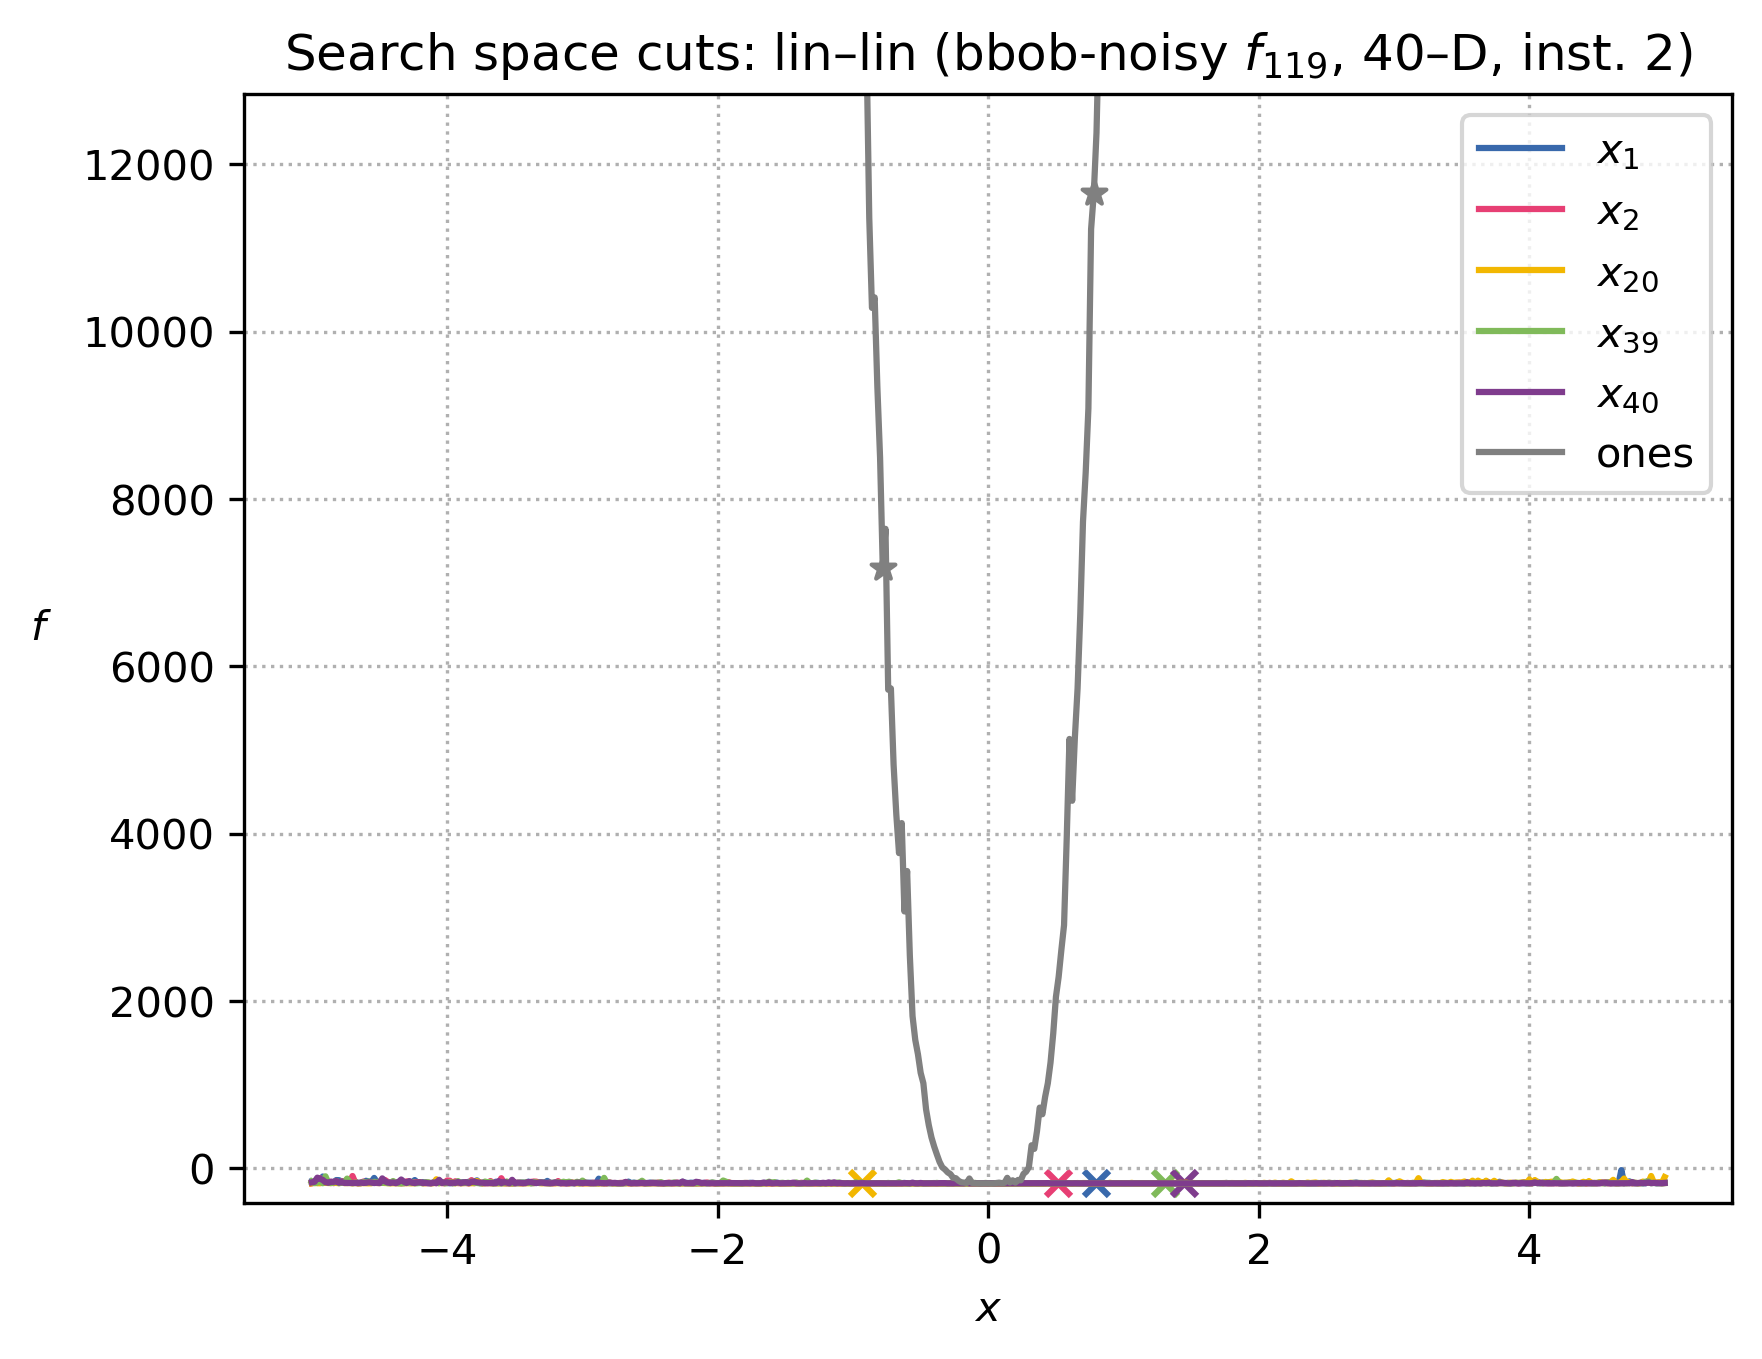 Search space cuts: lin–lin (bbob-noisy f₁₁₉, 40–D, inst. 2)
12000
10000
8000
6000
4000
2000
0
f
x₁
x₂
x₂₀
x₃₉
x₄₀
ones
−4 −2 0 2 4
x